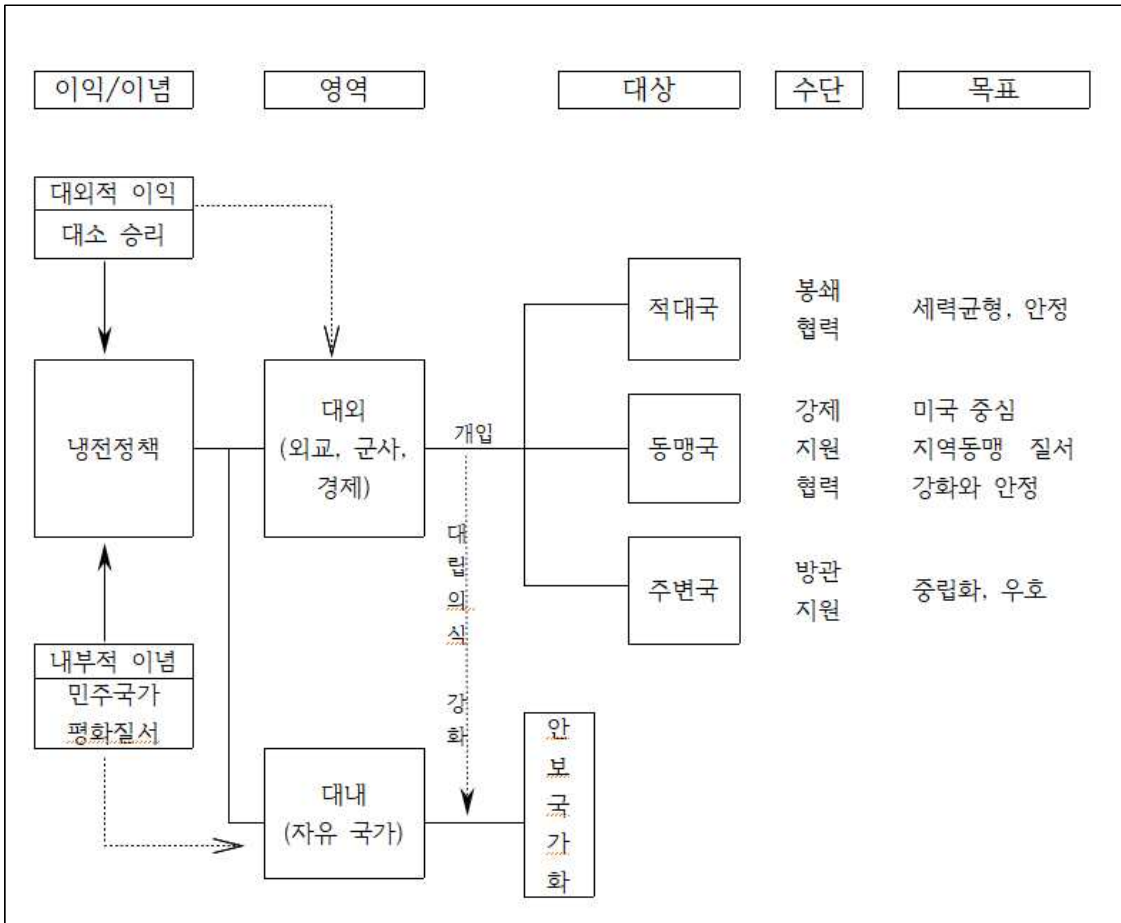 이익/이념
영역
대상
수단
목표
대외적 이익
대소 승리
냉전정책
내부적 이념
민주국가
평화질서
대외
(외교, 군사,
경제)
대내
(자유 국가)
개입
대립의식 강화
적대국
봉쇄
협력
세력균형, 안정
동맹국
강제
지원
협력
미국 중심
지역동맹 질서
강화와 안정
주변국
방관
지원
중립화, 우호
안보국가화